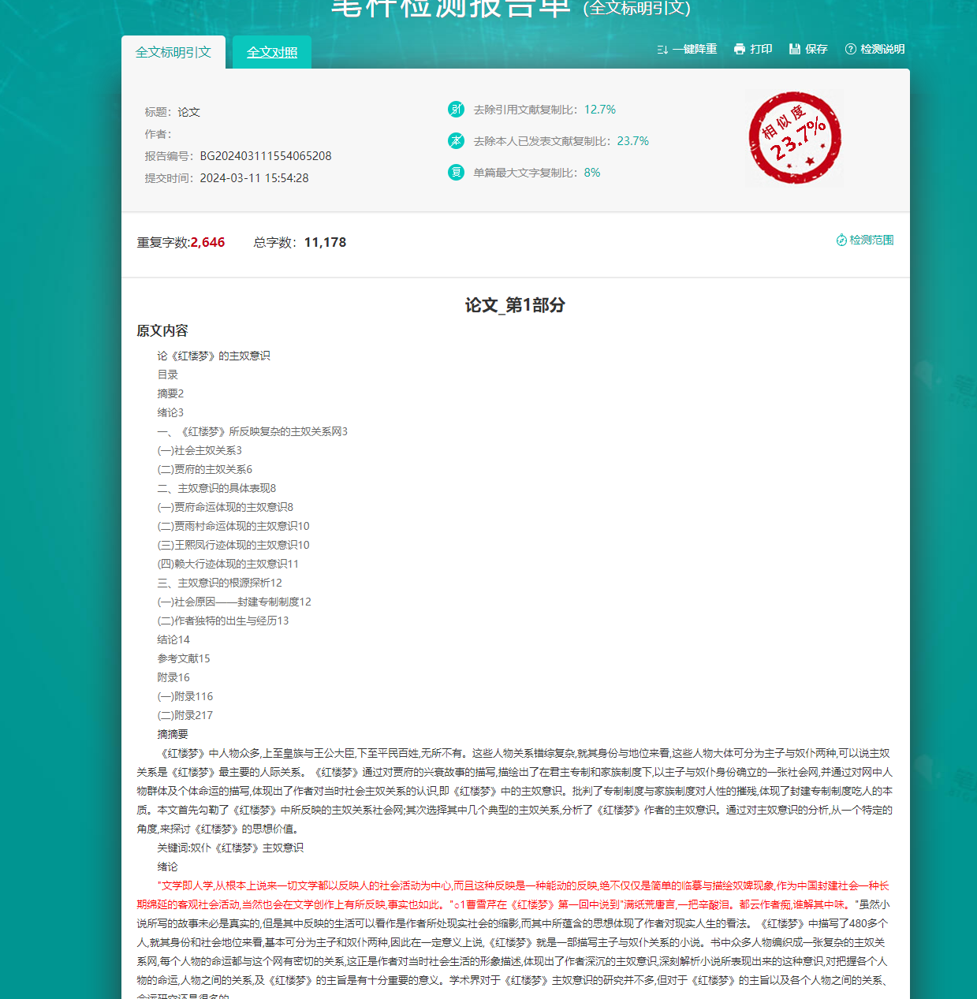 笔杆检测报告单 (全文标明引文)
全文标明引文 全文对照 一键降重 打印 保存 检测说明
标题：论文
作者：
报告编号：BG202403111554065208
提交时间：2024-03-11 15:54:28
引 去除引用文献复制比：12.7%
本 去除本人已发表文献复制比：23.7%
复 单篇最大文字复制比：8%
相似度
23.7%
重复字数:2,646 总字数：11,178 检测范围
论文_第1部分
原文内容
论《红楼梦》的主奴意识
目录
摘要2
绪论3
一、《红楼梦》所反映复杂的主奴关系网3
(一)社会主奴关系3
(二)贾府的主奴关系6
二、主奴意识的具体表现8
(一)贾府命运体现的主奴意识8
(二)贾雨村命运体现的主奴意识10
(三)王熙凤行迹体现的主奴意识10
(四)赖大行迹体现的主奴意识11
三、主奴意识的根源探析12
(一)社会原因——封建专制制度12
(二)作者独特的出生与经历13
结论14
参考文献15
附录16
(一)附录116
(二)附录217
摘摘要
《红楼梦》中人物众多,上至皇族与王公大臣,下至平民百姓,无所不有。这些人物关系错综复杂,就其身份与地位来看,这些人物大体可分为主子与奴仆两种,可以说主奴
关系是《红楼梦》最主要的人际关系。《红楼梦》通过对贾府的兴衰故事的描写,描绘出了在君主专制和家族制度下,以主子与奴仆身份确立的一张社会网,并通过对网中人
物群体及个体命运的描写,体现出了作者对当时社会主奴关系的认识,即《红楼梦》中的主奴意识。批判了专制制度与家族制度对人性的摧残,体现了封建专制制度吃人的本
质。本文首先勾勒了《红楼梦》中所反映的主奴关系社会网;其次选择其中几个典型的主奴关系,分析了《红楼梦》作者的主奴意识。通过对主奴意识的分析,从一个特定的
角度,来探讨《红楼梦》的思想价值。
关键词:奴仆《红楼梦》主奴意识
绪论
"文学即人学,从根本上说来一切文学都以反映人的社会活动为中心,而且这种反映是一种能动的反映,绝不仅仅是简单的临摹与描绘奴婢现象,作为中国封建社会一种长
期绵延的客观社会活动,当然也会在文学创作上有所反映,事实也如此。"○1曹雪芹在《红楼梦》第一回中说到"满纸荒唐言,一把辛酸泪。都云作者痴,谁解其中味。"虽然小
说所写的故事未必是真实的,但是其中反映的生活可以看作是作者所处现实社会的缩影,而其中所蕴含的思想体现了作者对现实人生的看法。《红楼梦》中描写了480多个
人,就其身份和社会地位来看,基本可分为主子和奴仆两种,因此在一定意义上说,《红楼梦》就是一部描写主子与奴仆关系的小说。书中众多人物编织成一张复杂的主奴关
系网,每个人物的命运都与这个网有密切的关系,这正是作者对当时社会生活的形象描述,体现出了作者深沉的主奴意识,深刻解析小说所表现出来的这种意识,对把握各个人
物的命运,人物之间的关系,及《红楼梦》的主旨是有十分重要的意义。学术界对于《红楼梦》主奴意识的研究并不多,但对于《红楼梦》的主旨以及各个人物之间的关系、
命运研究还是很多的